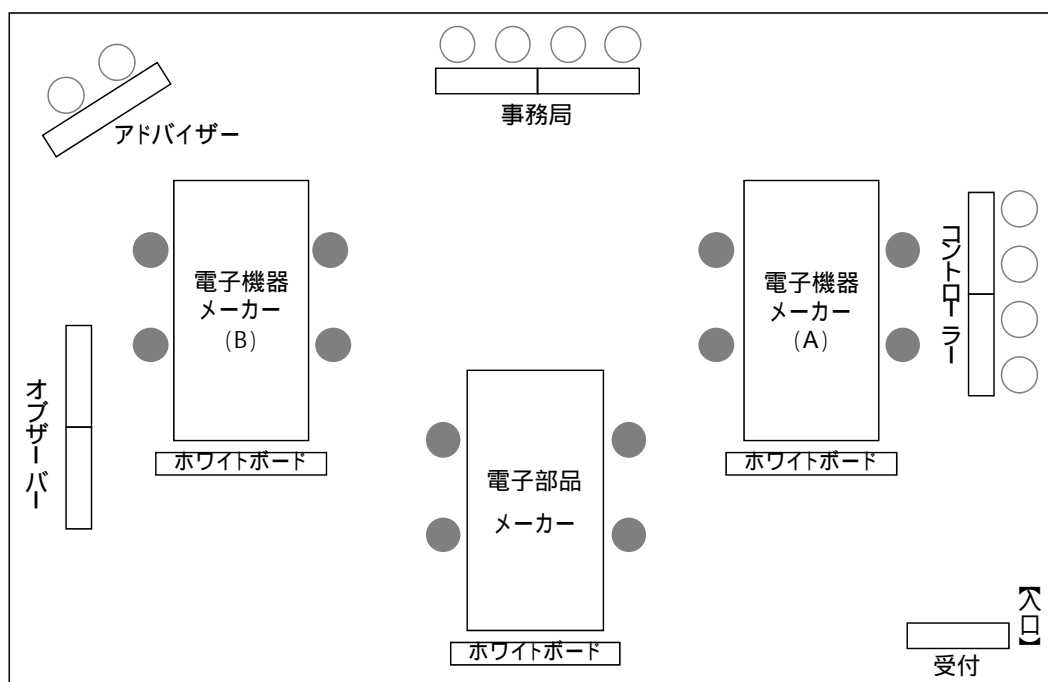 事務局
アドバイザー
電子機器
メーカー
(B)
電子機器
メーカー
(A)
コントローラー
オブザーバー
ホワイトボード
ホワイトボード
電子部品
メーカー
ホワイトボード
【入口】
受付